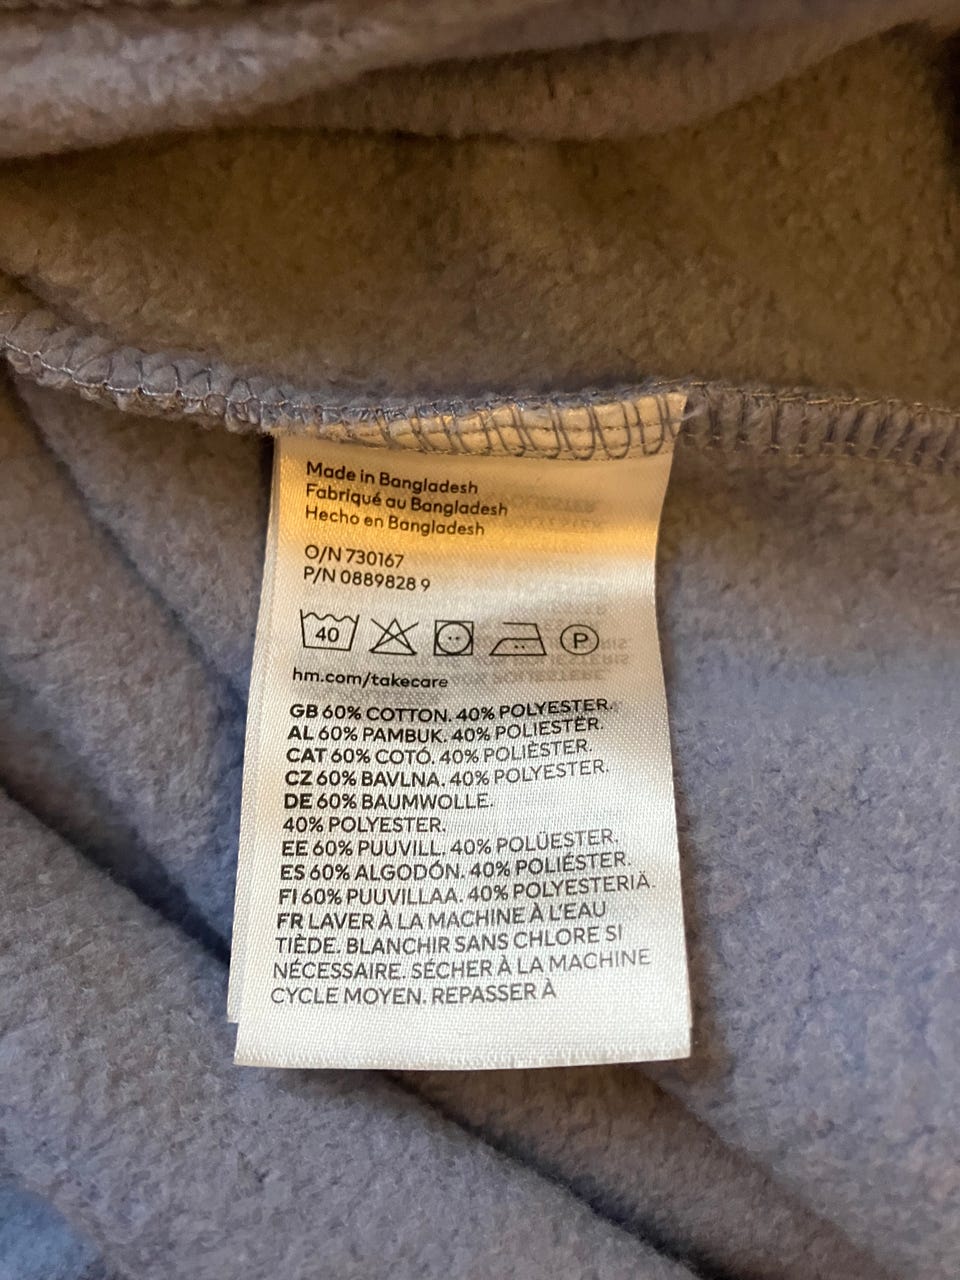 Made in Bangladesh
Fabriqué au Bangladesh
Hecho en Bangladesh
O/N 730167
P/N 0889828 9
40 P
hm.com/takecare
GB 60% COTTON. 40% POLYESTER.
AL 60% PAMBUK. 40% POLIESTËR.
CAT 60% COTÓ. 40% POLIÈSTER.
CZ 60% BAVLNA. 40% POLYESTER.
DE 60% BAUMWOLLE.
40% POLYESTER.
EE 60% PUUVILL. 40% POLÜESTER.
ES 60% ALGODÓN. 40% POLIÉSTER.
FI 60% PUUVILLAA. 40% POLYESTERIÄ.
FR LAVER À LA MACHINE À L'EAU
TIÈDE. BLANCHIR SANS CHLORE SI
NÉCESSAIRE. SÉCHER À LA MACHINE
CYCLE MOYEN. REPASSER À